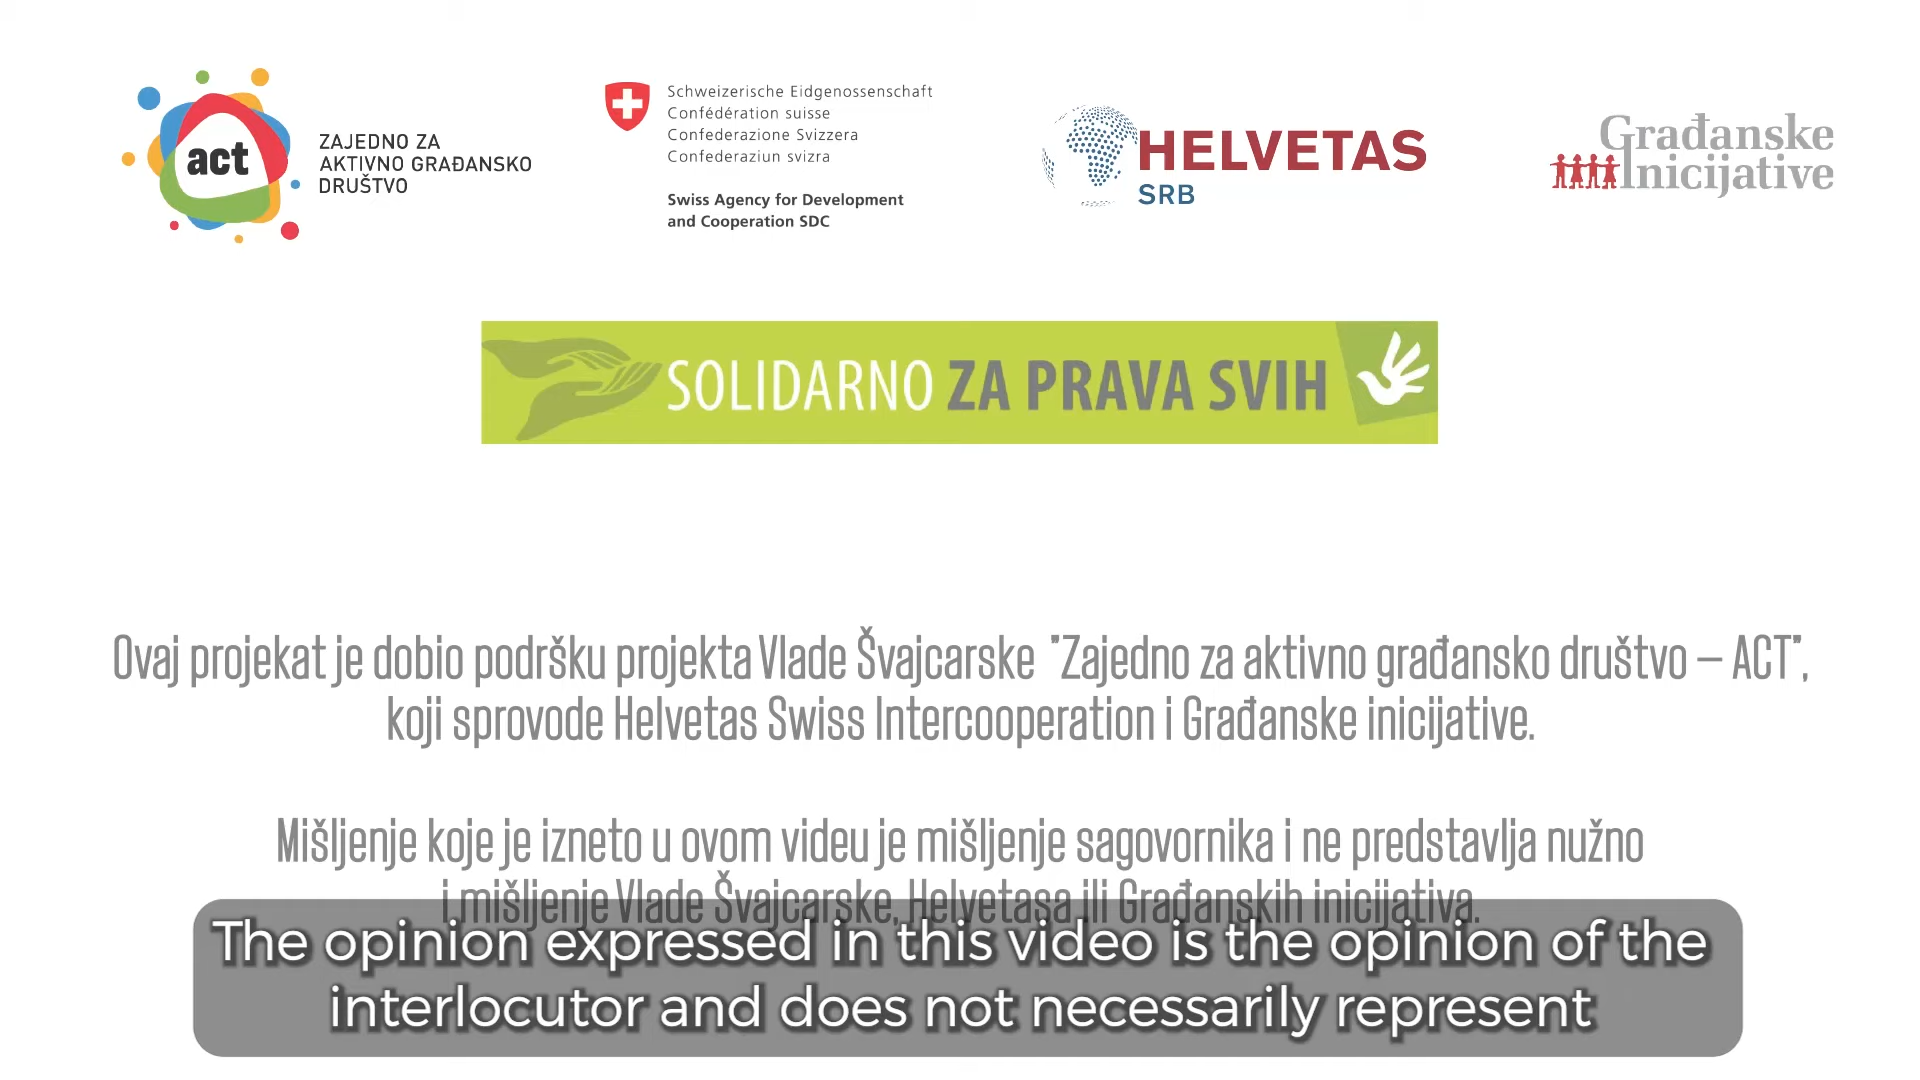 act
ZAJEDNO ZA
AKTIVNO GRAĐANSKO
DRUŠTVO
Schweizerische Eidgenossenschaft
Confédération suisse
Confederazione Svizzera
Confederaziun svizra
Swiss Agency for Development
and Cooperation SDC
HELVETAS
SRB
Građanske
Inicijative
SOLIDARNO ZA PRAVA SVIH
Ovaj projekat je dobio podršku projekta Vlade Švajcarske "Zajedno za aktivno građansko društvo – ACT",
koji sprovode Helvetas Swiss Intercooperation i Građanske inicijative.
Mišljenje koje je izneto u ovom videu je mišljenje sagovornika i ne predstavlja nužno
i mišljenje Vlade Švajcarske, Helvetasa ili Građanskih inicijativa.
The opinion expressed in this video is the opinion of the
interlocutor and does not necessarily represent